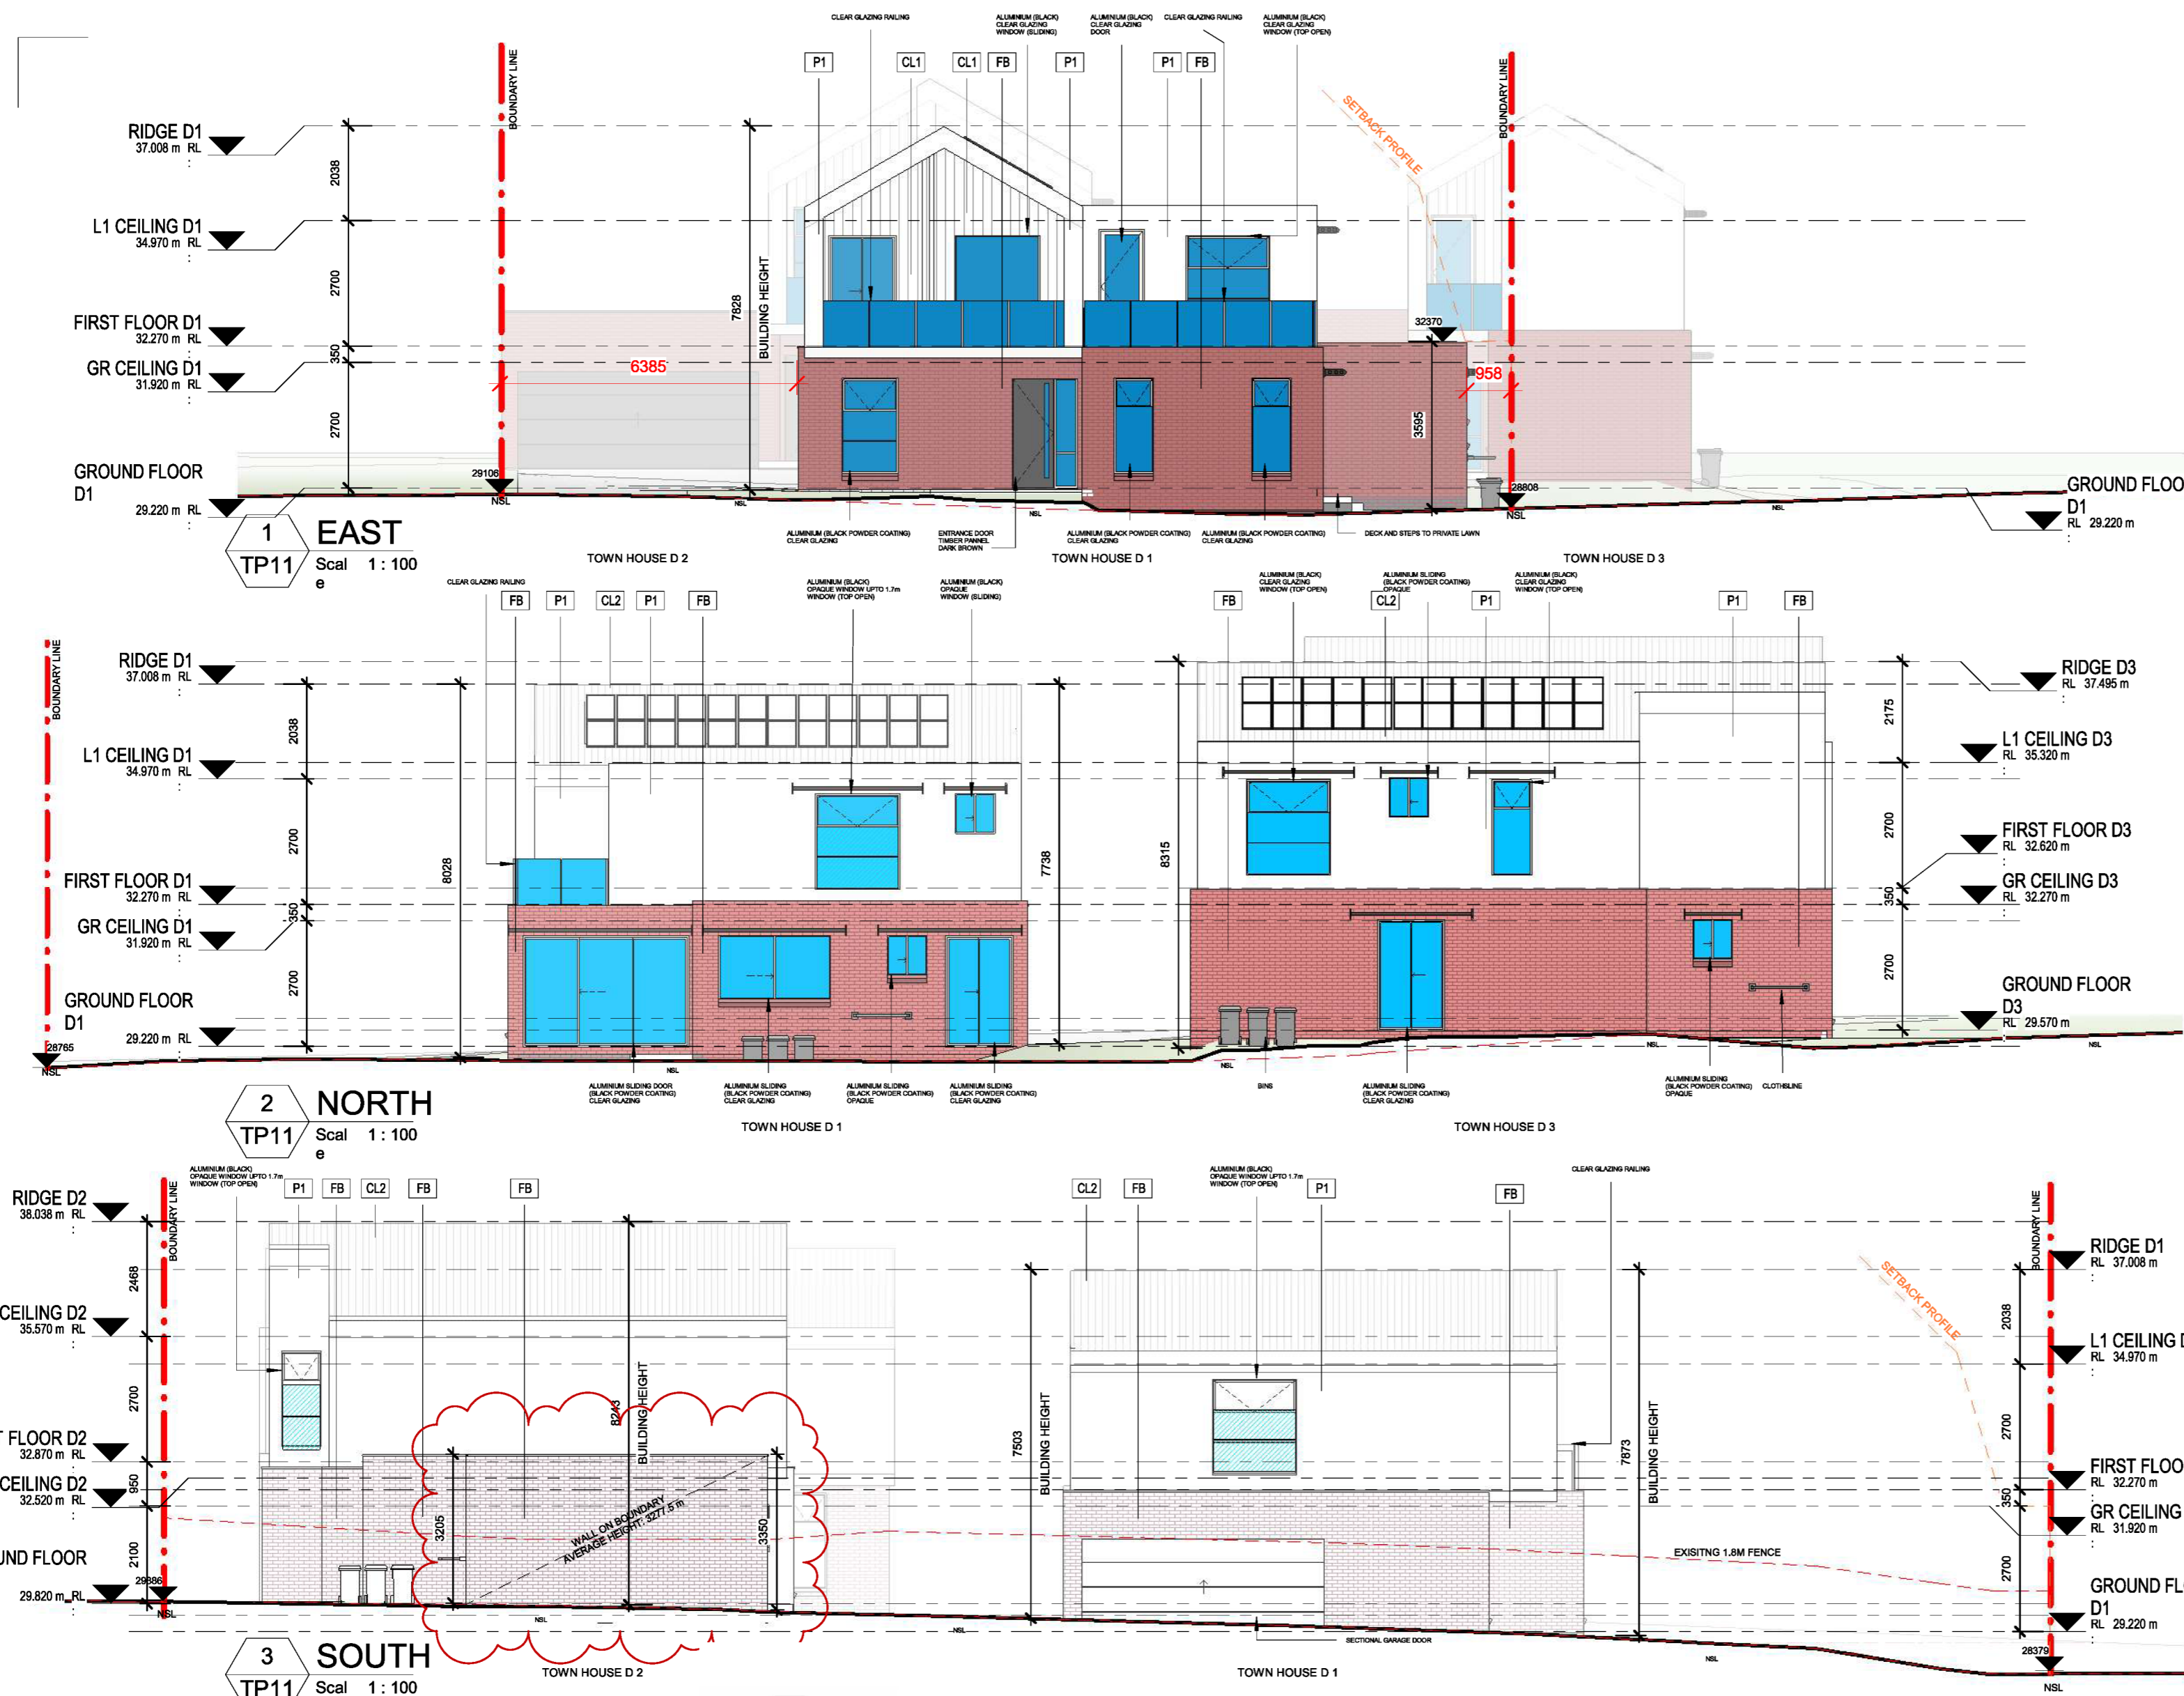 CLEAR GLAZING RAILING
ALUMINIUM (BLACK)
CLEAR GLAZING
WINDOW (SLIDING)
ALUMINIUM (BLACK)
CLEAR GLAZING
DOOR
CLEAR GLAZING RAILING
ALUMINIUM (BLACK)
CLEAR GLAZING
WINDOW (TOP OPEN)
P1
CL1
CL1
FB
P1
P1
FB
BOUNDARY LINE
BOUNDARY LINE
SETBACK PROFILE
RIDGE D1
37.008 m RL
:
L1 CEILING D1
34.970 m RL
:
FIRST FLOOR D1
32.270 m RL
:
GR CEILING D1
31.920 m RL
:
GROUND FLOOR
D1
29.220 m RL
:
2038
2700
350
2700
7828
BUILDING HEIGHT
6385
32370
958
3595
29106
NSL
NSL
NSL
28808
NSL
NSL
GROUND FLOO
D1
RL 29.220 m
:
ALUMINIUM (BLACK POWDER COATING)
CLEAR GLAZING
ENTRANCE DOOR
TIMBER PANNEL
DARK BROWN
ALUMINIUM (BLACK POWDER COATING)
CLEAR GLAZING
ALUMINIUM (BLACK POWDER COATING)
CLEAR GLAZING
DECK AND STEPS TO PRIVATE LAWN
1
TP11
EAST
Scal 1 : 100
e
TOWN HOUSE D 2
TOWN HOUSE D 1
TOWN HOUSE D 3
CLEAR GLAZING RAILING
ALUMINIUM (BLACK)
OPAQUE WINDOW UPTO 1.7m
WINDOW (TOP OPEN)
ALUMINIUM (BLACK)
OPAQUE
WINDOW (SLIDING)
ALUMINIUM (BLACK)
CLEAR GLAZING
WINDOW (TOP OPEN)
ALUMINIUM SLIDING
(BLACK POWDER COATING)
OPAQUE
ALUMINIUM (BLACK)
CLEAR GLAZING
WINDOW (TOP OPEN)
FB
P1
CL2
P1
FB
FB
CL2
P1
P1
FB
BOUNDARY LINE
RIDGE D1
37.008 m RL
:
L1 CEILING D1
34.970 m RL
:
FIRST FLOOR D1
32.270 m RL
:
GR CEILING D1
31.920 m RL
:
GROUND FLOOR
D1
29.220 m RL
:
28765
NSL
2038
2700
350
2700
8028
7738
8315
2175
2700
350
2700
RIDGE D3
RL 37.495 m
:
L1 CEILING D3
RL 35.320 m
:
FIRST FLOOR D3
RL 32.620 m
:
GR CEILING D3
RL 32.270 m
:
GROUND FLOOR
D3
RL 29.570 m
:
NSL
NSL
NSL
NSL
ALUMINIUM SLIDING DOOR
(BLACK POWDER COATING)
CLEAR GLAZING
ALUMINIUM SLIDING
(BLACK POWDER COATING)
CLEAR GLAZING
ALUMINIUM SLIDING
(BLACK POWDER COATING)
OPAQUE
ALUMINIUM SLIDING
(BLACK POWDER COATING)
CLEAR GLAZING
BINS
ALUMINIUM SLIDING
(BLACK POWDER COATING)
CLEAR GLAZING
ALUMINIUM SLIDING
(BLACK POWDER COATING)
OPAQUE
CLOTHSLINE
2
TP11
NORTH
Scal 1 : 100
e
TOWN HOUSE D 1
TOWN HOUSE D 3
ALUMINIUM (BLACK)
OPAQUE WINDOW UPTO 1.7m
WINDOW (TOP OPEN)
ALUMINIUM (BLACK)
OPAQUE WINDOW UPTO 1.7m
WINDOW (TOP OPEN)
CLEAR GLAZING RAILING
P1
FB
CL2
FB
FB
CL2
FB
P1
FB
BOUNDARY LINE
BOUNDARY LINE
SETBACK PROFILE
RIDGE D2
38.038 m RL
:
CEILING D2
35.570 m RL
:
T FLOOR D2
32.870 m RL
:
CEILING D2
32.520 m RL
:
UND FLOOR
29.820 m RL
:
2468
2700
950
2100
29886
NSL
8243
BUILDING HEIGHT
3205
WALL ON BOUNDARY
AVERAGE HEIGHT: 3277.5 m
3350
7503
BUILDING HEIGHT
7873
BUILDING HEIGHT
EXISITNG 1.8M FENCE
2038
2700
350
2700
RIDGE D1
RL 37.008 m
:
L1 CEILING D
RL 34.970 m
:
FIRST FLOO
RL 32.270 m
:
GR CEILING
RL 31.920 m
:
GROUND FL
D1
RL 29.220 m
:
28379
NSL
NSL
NSL
NSL
SECTIONAL GARAGE DOOR
3
TP11
SOUTH
Scal 1 : 100
TOWN HOUSE D 2
TOWN HOUSE D 1